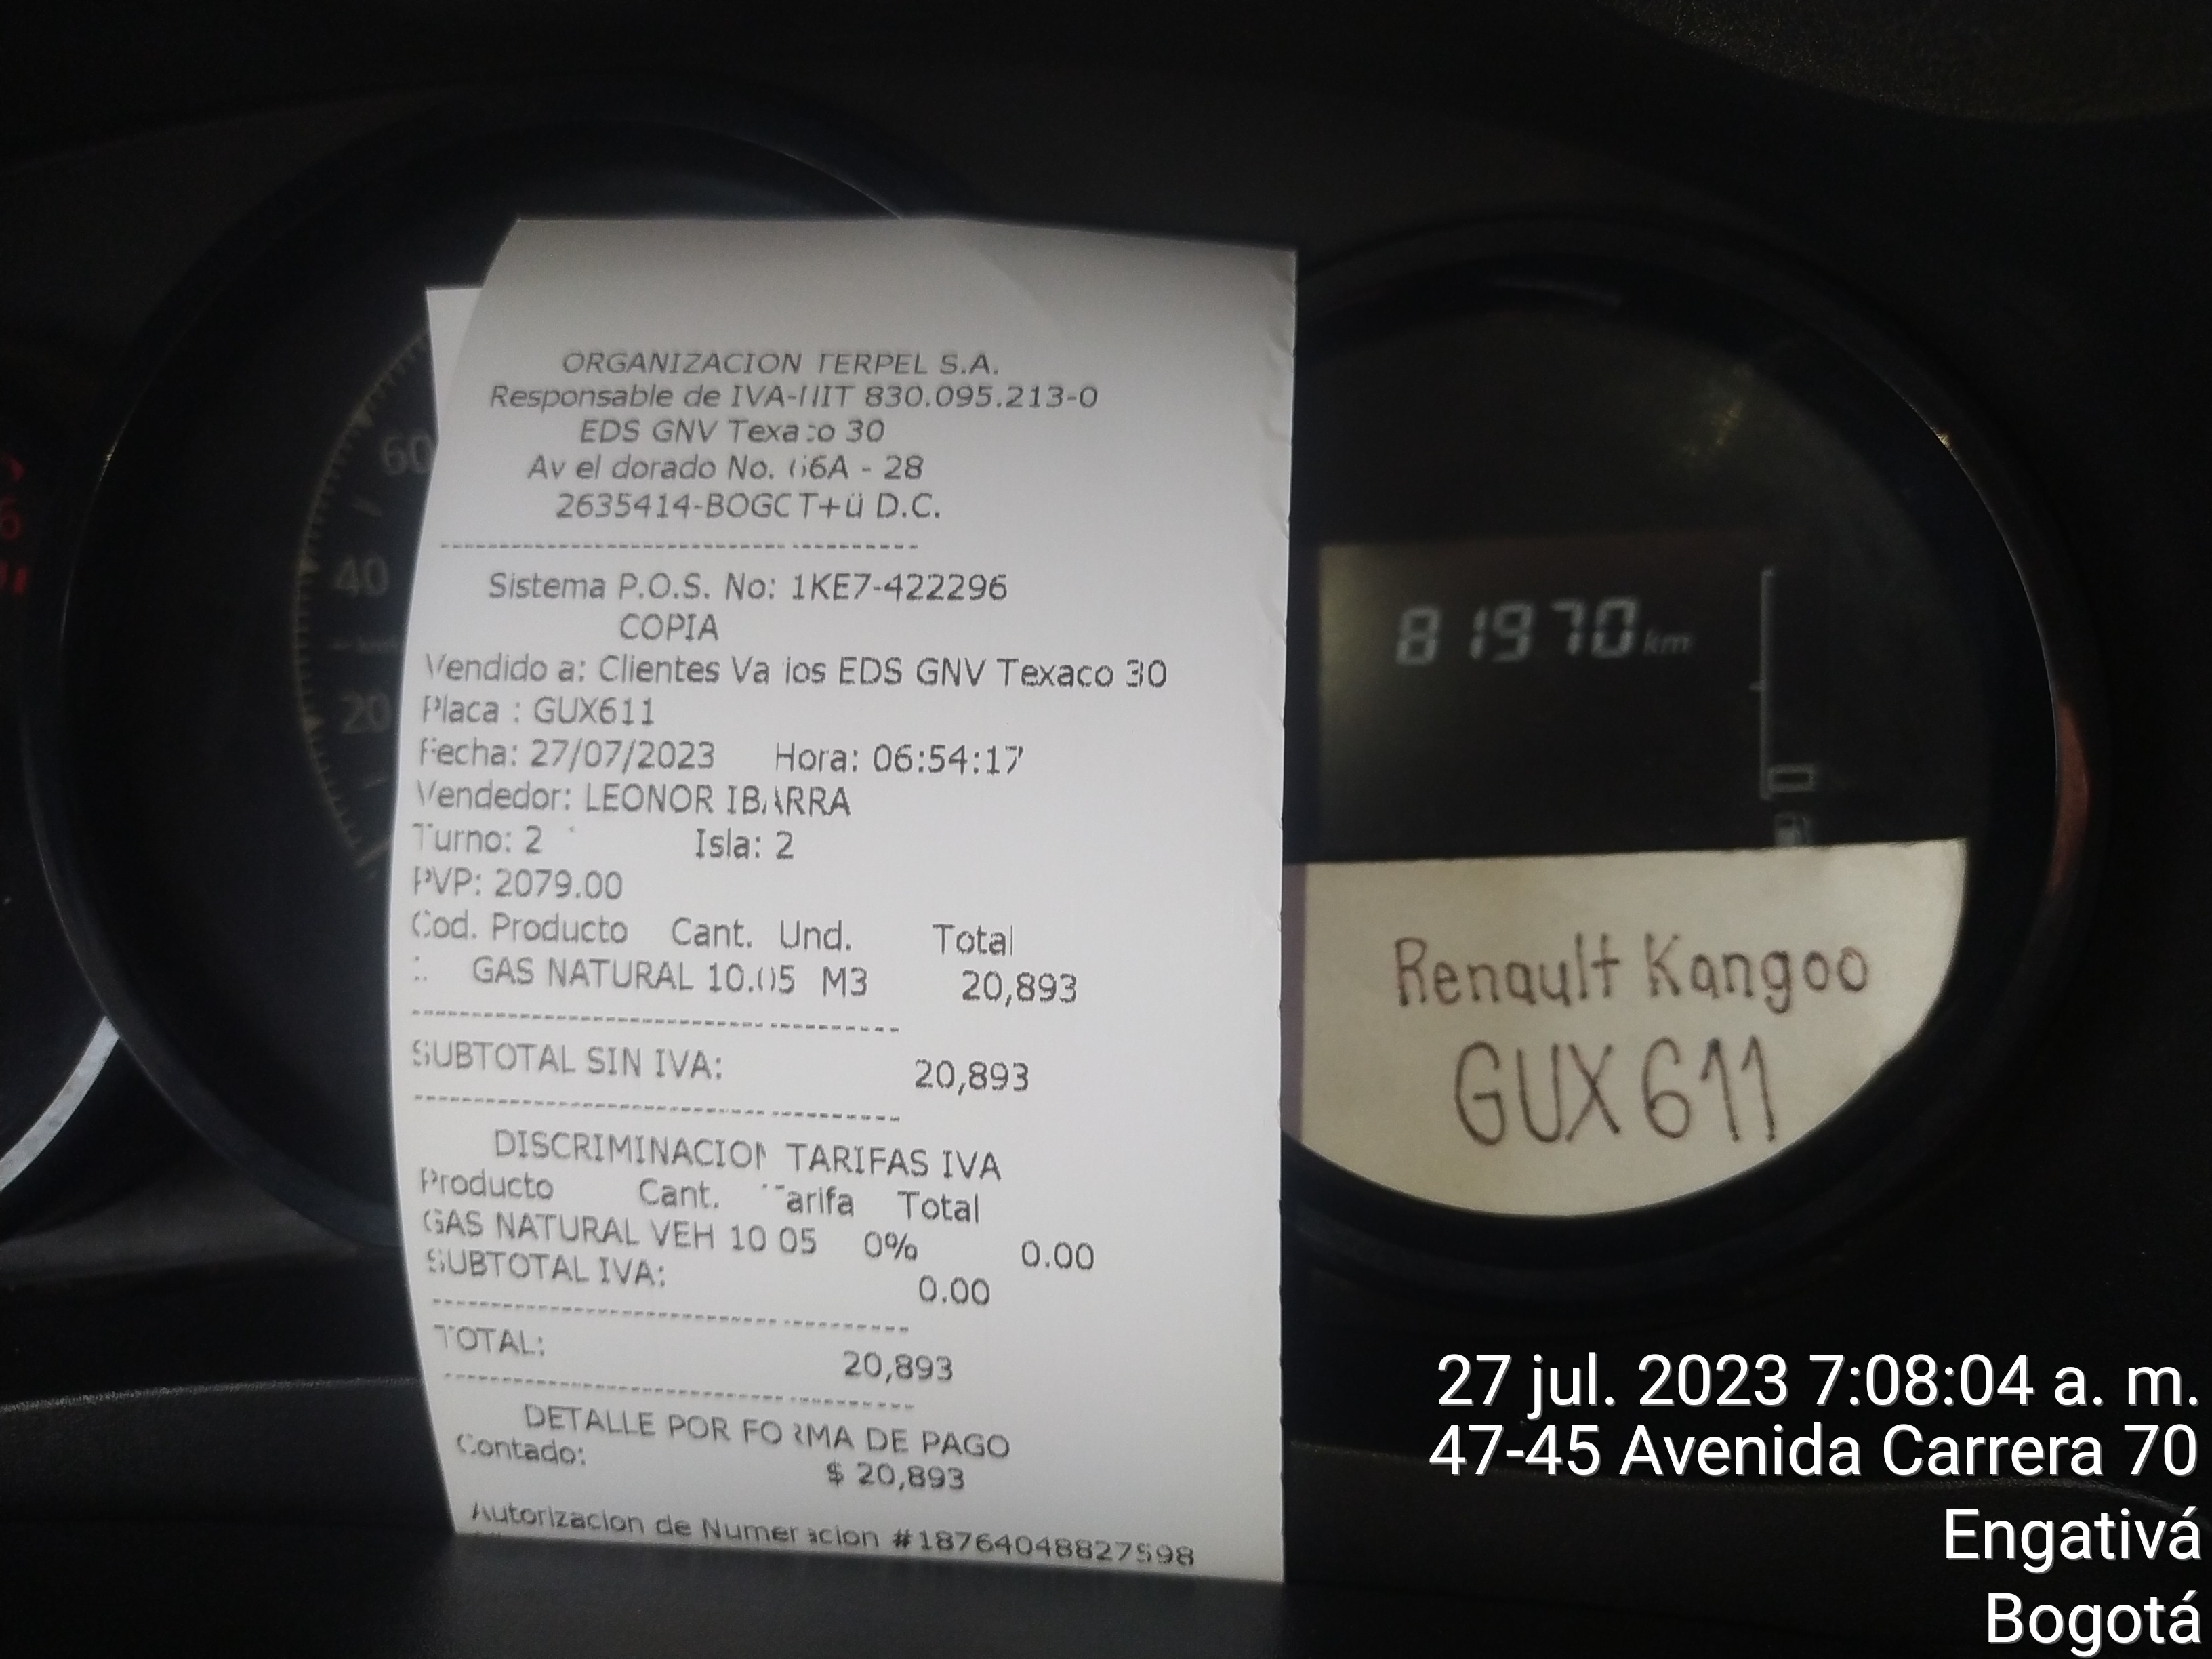 ORGANIZACION TERPEL S.A.
Responsable de IVA-NIT 830.095.213-0
EDS GNV Texaco 30
Av el dorado No. 66A - 28
2635414-BOGOT+ü D.C.
Sistema P.O.S. No: 1KE7-422296
COPIA
Vendido a: Clientes Varios EDS GNV Texaco 30
Placa : GUX611
Fecha: 27/07/2023 Hora: 06:54:17
Vendedor: LEONOR IBARRA
Turno: 2 Isla: 2
PVP: 2079.00
Cod. Producto Cant. Und. Total
GAS NATURAL 10.05 M3 20,893
SUBTOTAL SIN IVA: 20,893
DISCRIMINACION TARIFAS IVA
Producto Cant. Tarifa Total
GAS NATURAL VEH 10.05 0% 0.00
SUBTOTAL IVA: 0.00
TOTAL: 20,893
DETALLE POR FORMA DE PAGO
Contado: $ 20,893
Autorizacion de Numeracion #18764048827598
60
40
20
81970 km
Renault Kangoo
GUX611
27 jul. 2023 7:08:04 a. m.
47-45 Avenida Carrera 70
Engativá
Bogotá